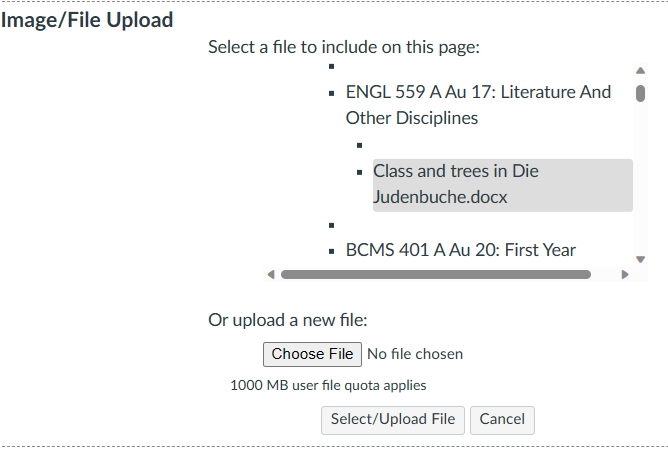 Image/File Upload
Select a file to include on this page:
ENGL 559 A Au 17: Literature And
Other Disciplines
Class and trees in Die
Judenbuche.docx
BCMS 401 A Au 20: First Year
Or upload a new file:
Choose File No file chosen
1000 MB user file quota applies
Select/Upload File Cancel